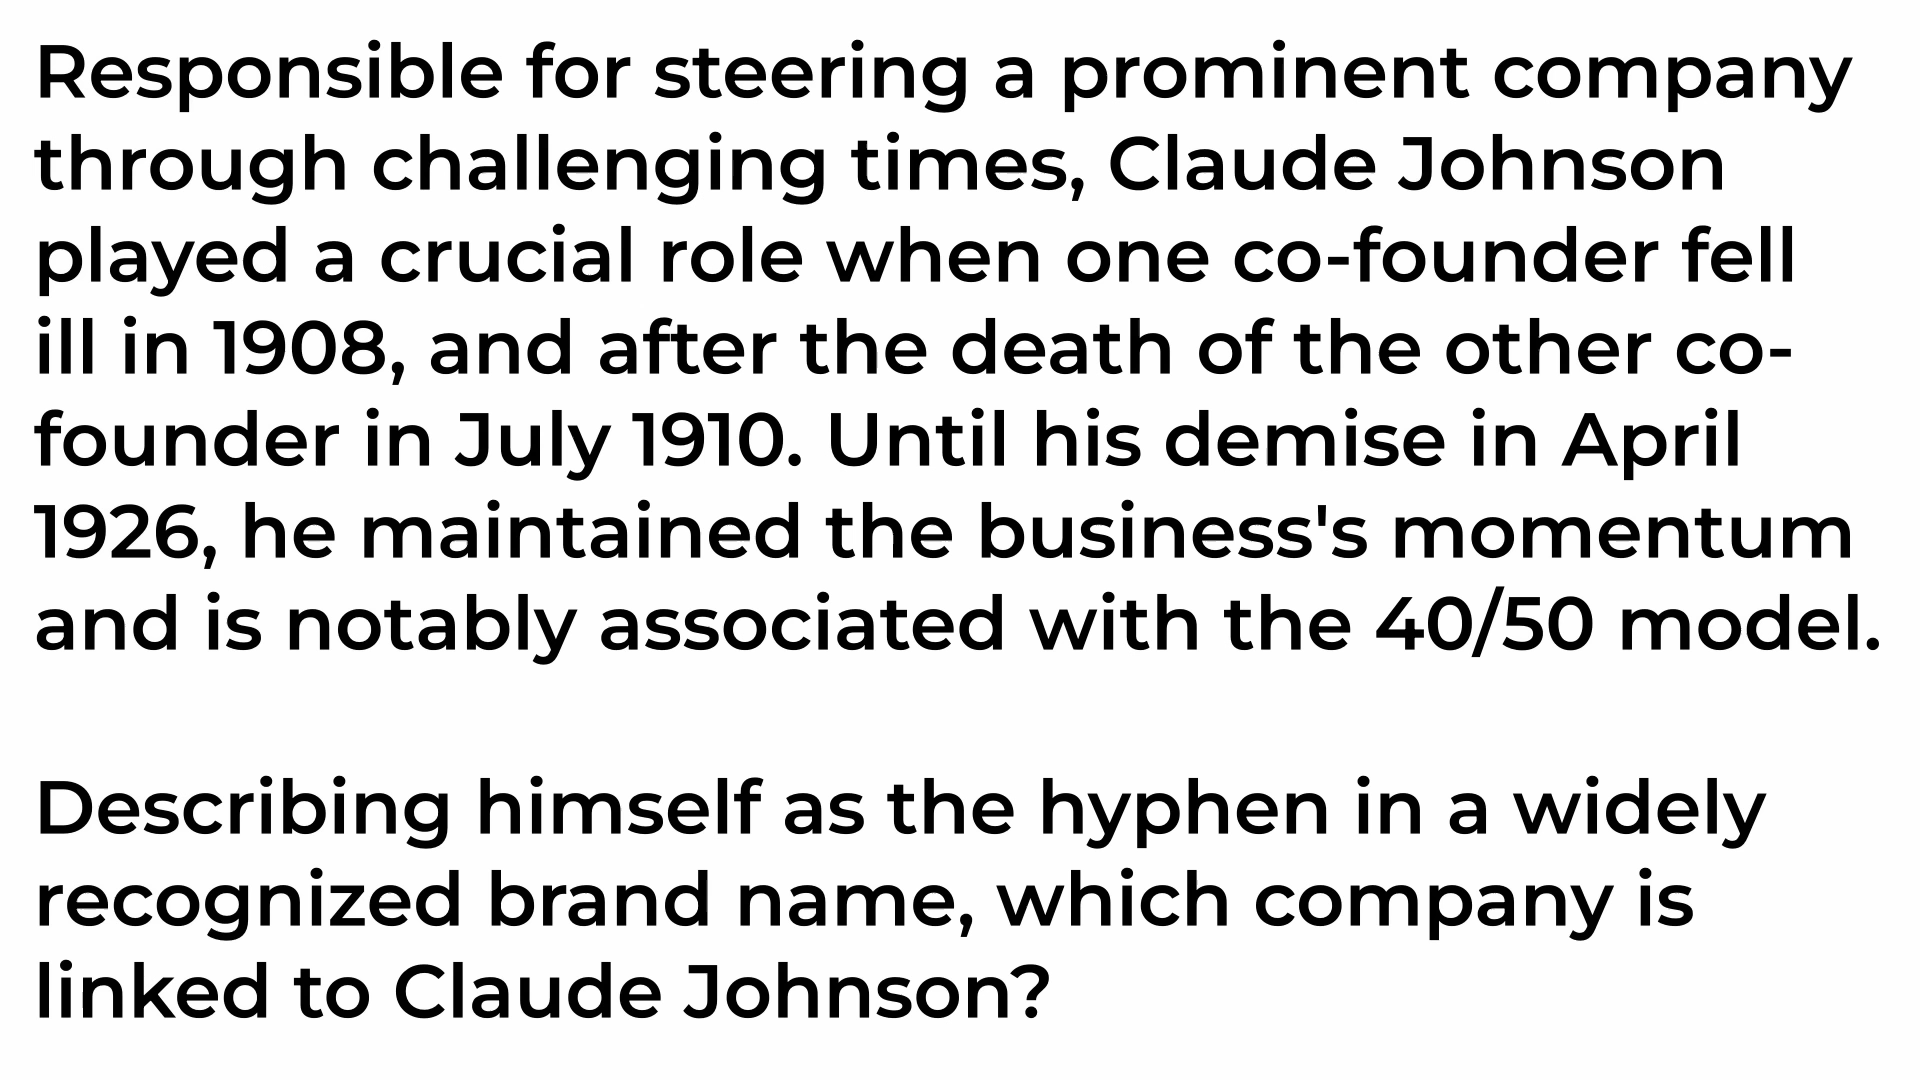 Responsible for steering a prominent company
through challenging times, Claude Johnson
played a crucial role when one co-founder fell
ill in 1908, and after the death of the other co-
founder in July 1910. Until his demise in April
1926, he maintained the business's momentum
and is notably associated with the 40/50 model.
Describing himself as the hyphen in a widely
recognized brand name, which company is
linked to Claude Johnson?